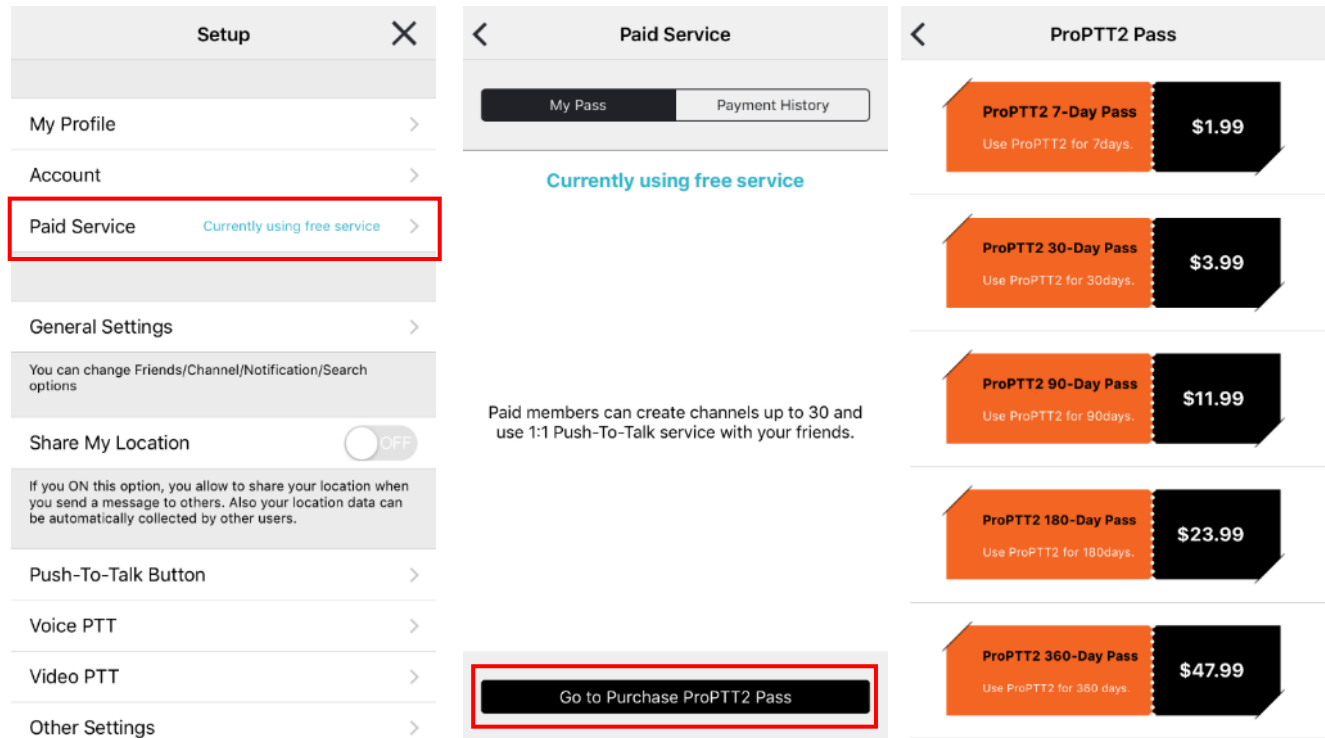 Setup
My Profile
Account
Paid Service Currently using free service
General Settings
You can change Friends/Channel/Notification/Search
options
Share My Location OFF
If you ON this option, you allow to share your location when
you send a message to others. Also your location data can
be automatically collected by other users.
Push-To-Talk Button
Voice PTT
Video PTT
Other Settings
Paid Service
My Pass Payment History
Currently using free service
Paid members can create channels up to 30 and
use 1:1 Push-To-Talk service with your friends.
Go to Purchase ProPTT2 Pass
ProPTT2 Pass
ProPTT2 7-Day Pass
Use ProPTT2 for 7days.
$1.99
ProPTT2 30-Day Pass
Use ProPTT2 for 30days.
$3.99
ProPTT2 90-Day Pass
Use ProPTT2 for 90days.
$11.99
ProPTT2 180-Day Pass
Use ProPTT2 for 180days.
$23.99
ProPTT2 360-Day Pass
Use ProPTT2 for 360 days.
$47.99